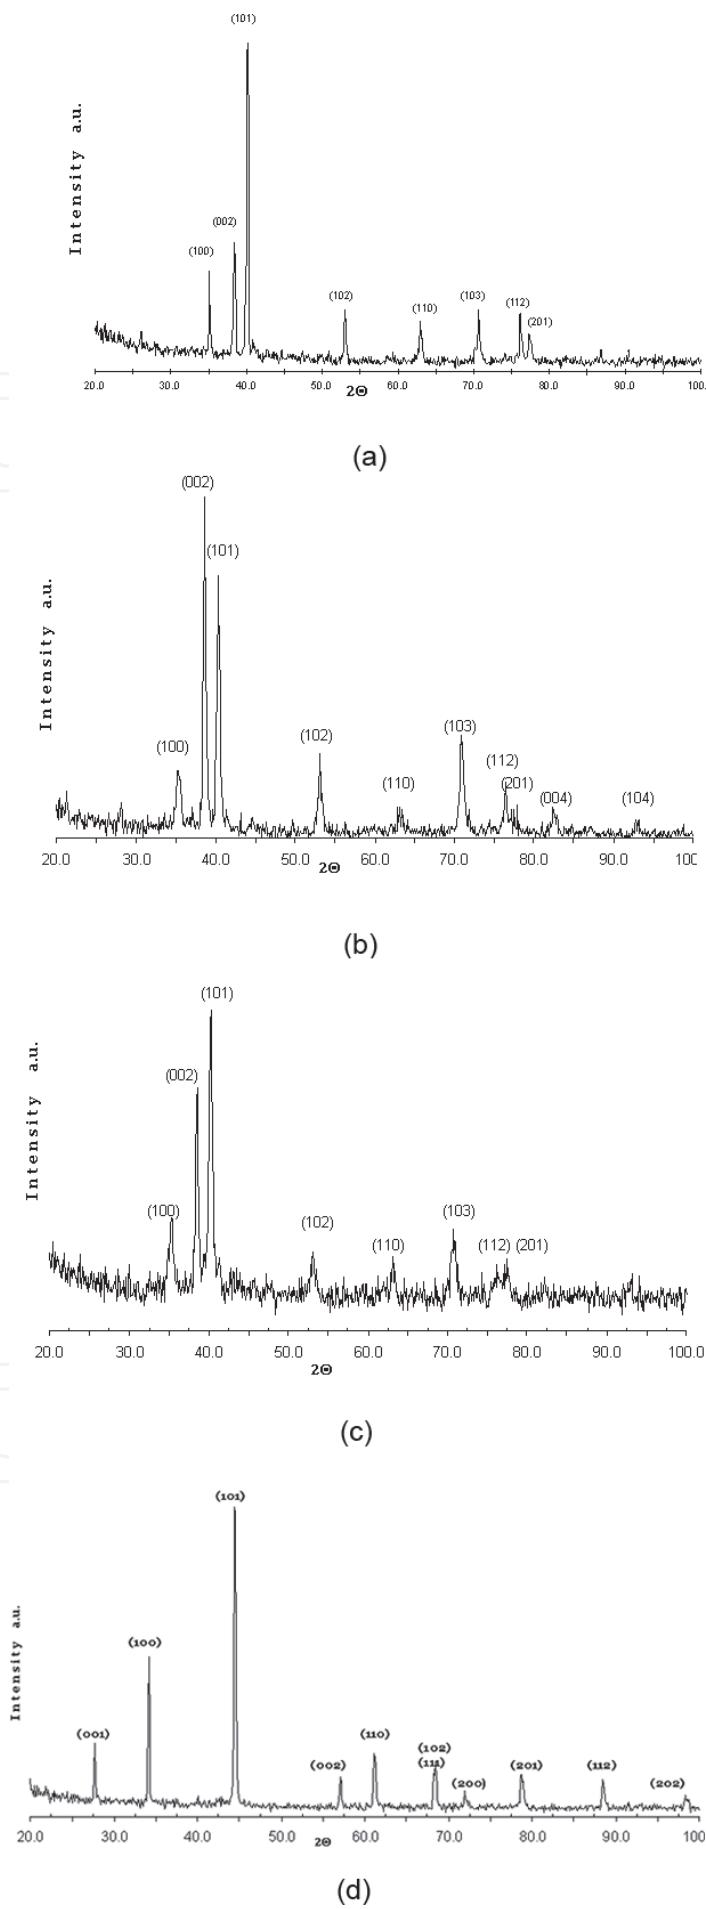 (101)
Intensity a.u.
(002)
(100)
(102)
(110)
(103)
(112)
(201)
20.0 30.0 40.0 50.0 60.0 70.0 80.0 90.0 100.
2Θ
(a)
(002)
(101)
Intensity a.u.
(100)
(102)
(110)
(103)
(112)
(201)
(004)
(104)
20.0 30.0 40.0 50.0 60.0 70.0 80.0 90.0 100
2Θ
(b)
(101)
(002)
Intensity a.u.
(100)
(102)
(110)
(103)
(112) (201)
20.0 30.0 40.0 50.0 60.0 70.0 80.0 90.0 100.0
2Θ
(c)
(101)
(100)
Intensity a.u.
(001)
(002)
(110)
(102)
(111)
(200)
(201)
(112)
(202)
20.0 30.0 40.0 50.0 60.0 70.0 80.0 90.0 100
2Θ
(d)